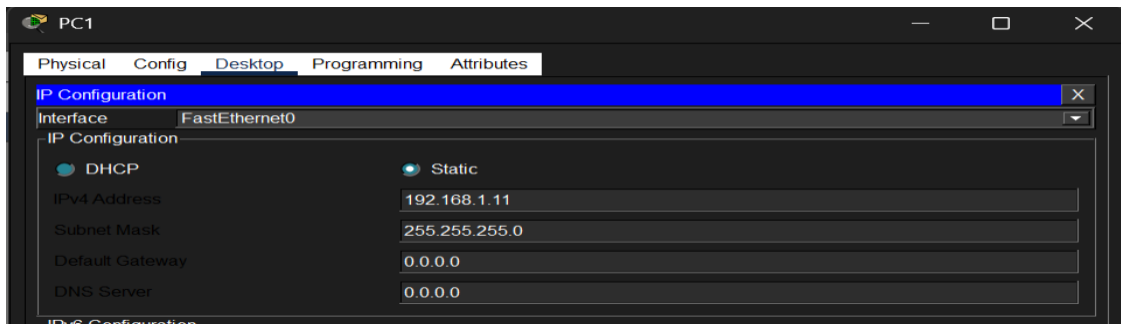 PC1
Physical Config Desktop Programming Attributes
IP Configuration X
Interface FastEthernet0
IP Configuration
DHCP Static
IPv4 Address 192.168.1.11
Subnet Mask 255.255.255.0
Default Gateway 0.0.0.0
DNS Server 0.0.0.0
IPv6 Configuration